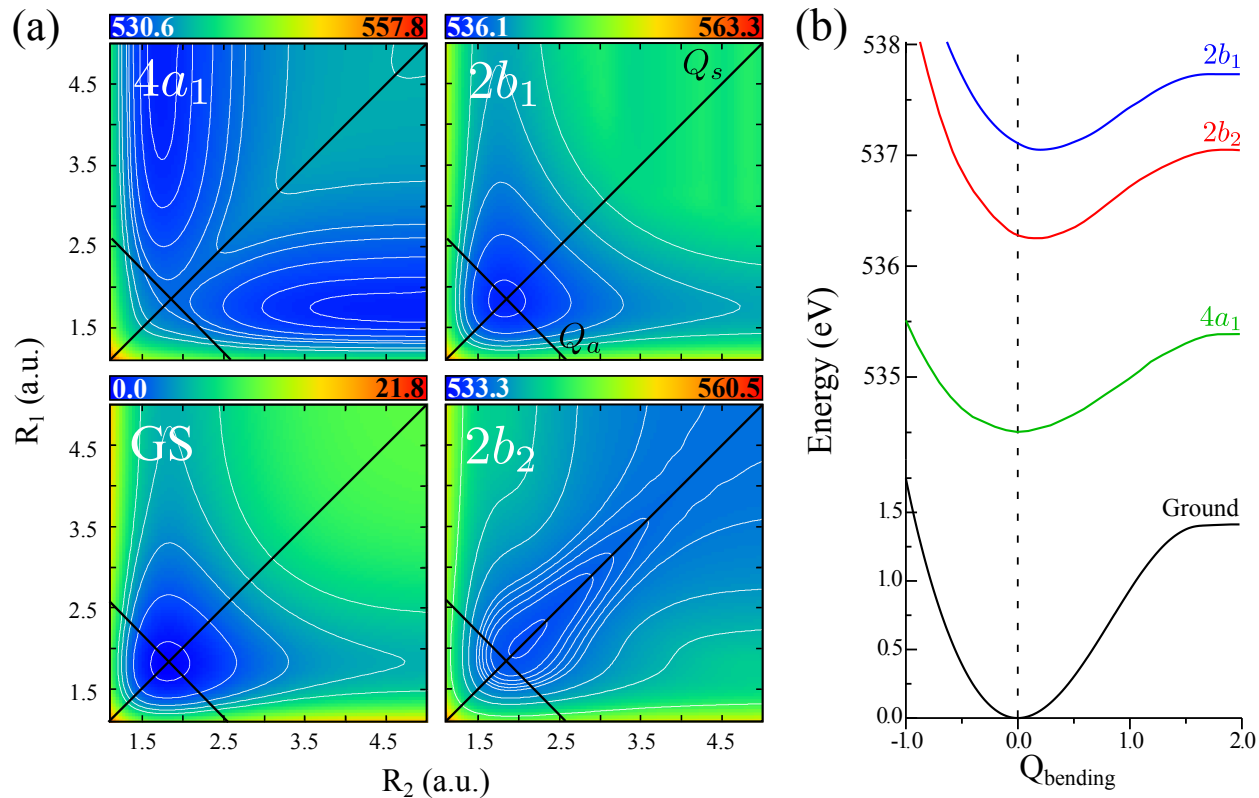 (a)
530.6 557.8
536.1 563.3
4a1
2b1
Qs
Qa
4.5
3.5
2.5
1.5
0.0 21.8
533.3 560.5
GS
2b2
4.5
3.5
2.5
1.5
1.5 2.5 3.5 4.5
1.5 2.5 3.5 4.5
R1 (a.u.)
R2 (a.u.)
(b)
538
537
536
535
1.5
1.0
0.5
0.0
Energy (eV)
2b1
2b2
4a1
Ground
-1.0 0.0 1.0 2.0
Qbending